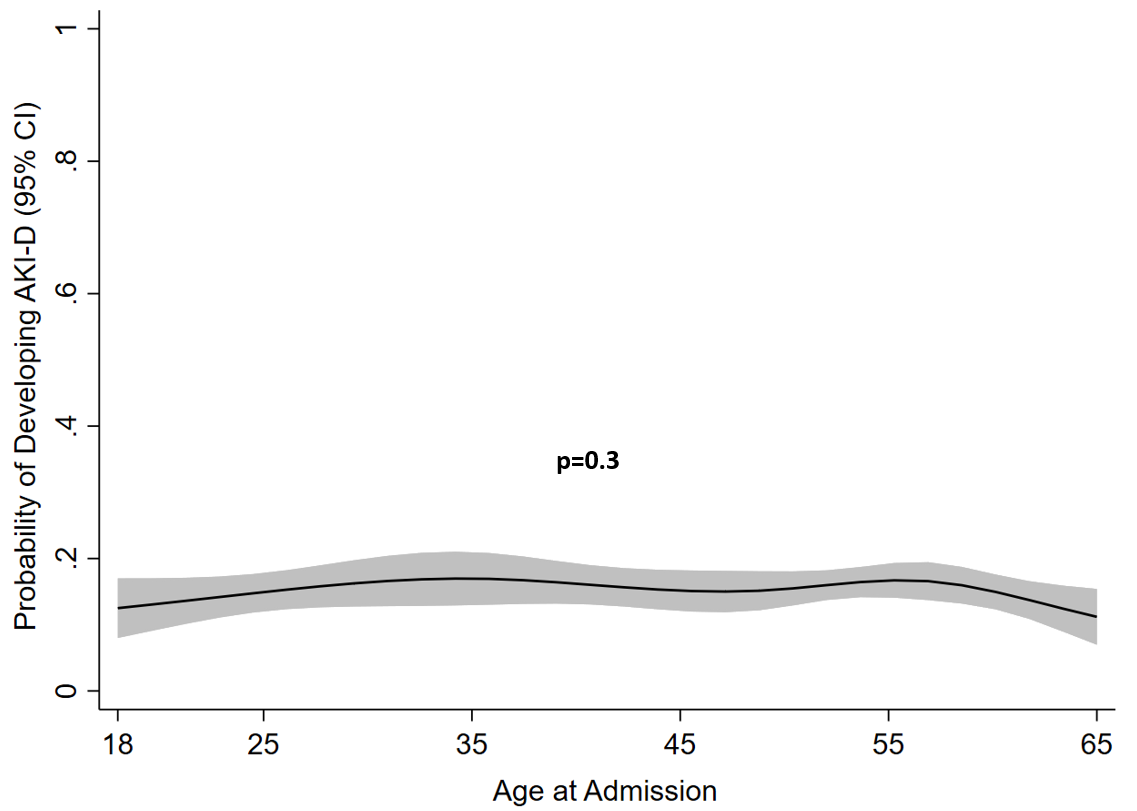 Probability of Developing AKI-D (95% CI)
1
.8
.6
.4
.2
0
p=0.3
18 25 35 45 55 65
Age at Admission